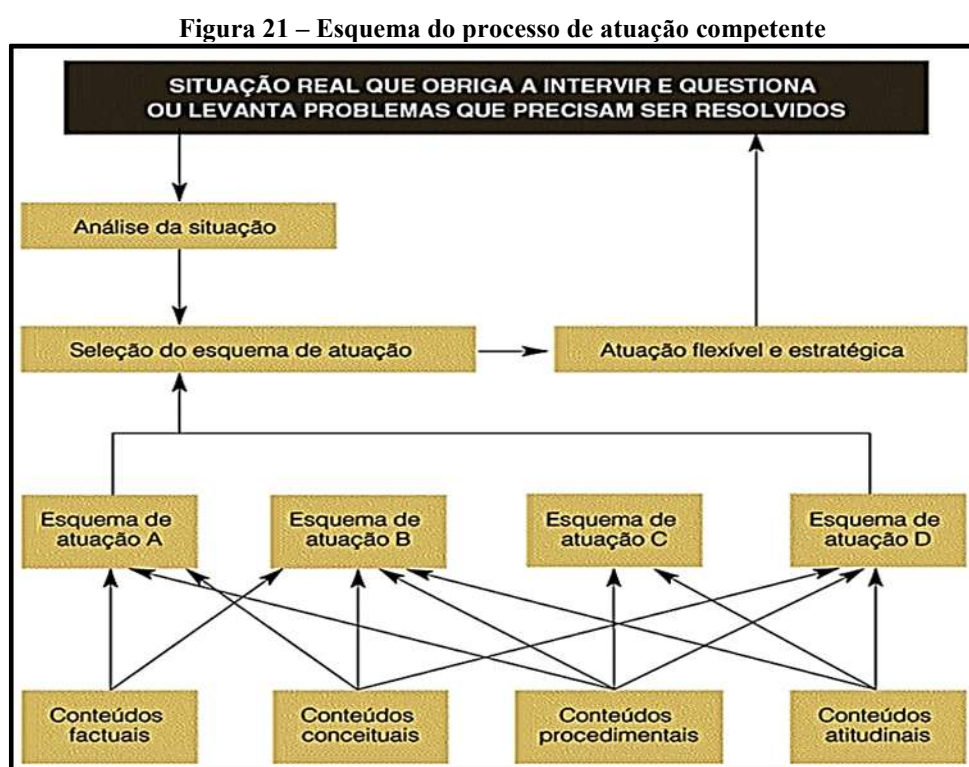 Figura 21 – Esquema do processo de atuação competente
SITUAÇÃO REAL QUE OBRIGA A INTERVIR E QUESTIONA
OU LEVANTA PROBLEMAS QUE PRECISAM SER RESOLVIDOS
Análise da situação
Seleção do esquema de atuação
Atuação flexível e estratégica
Esquema de
atuação A
Esquema de
atuação B
Esquema de
atuação C
Esquema de
atuação D
Conteúdos
factuais
Conteúdos
conceituais
Conteúdos
procedimentais
Conteúdos
atitudinais